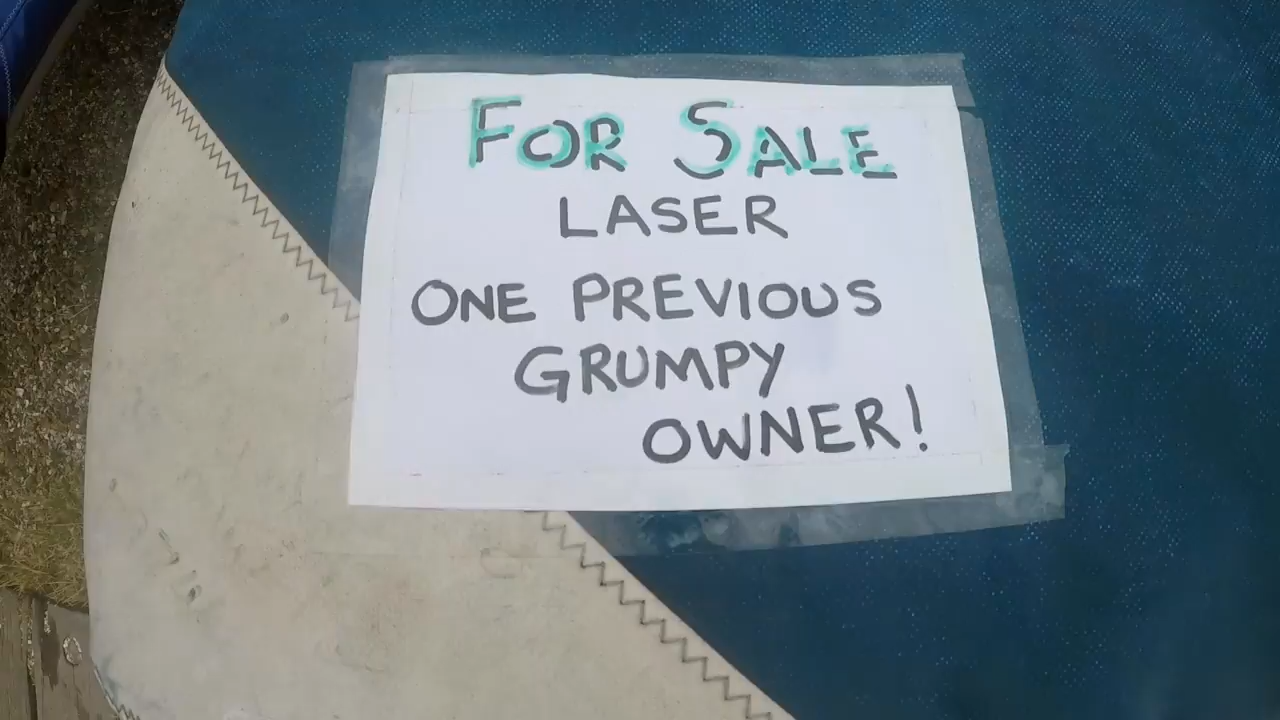 FOR SALE
LASER
ONE PREVIOUS
GRUMPY
OWNER!